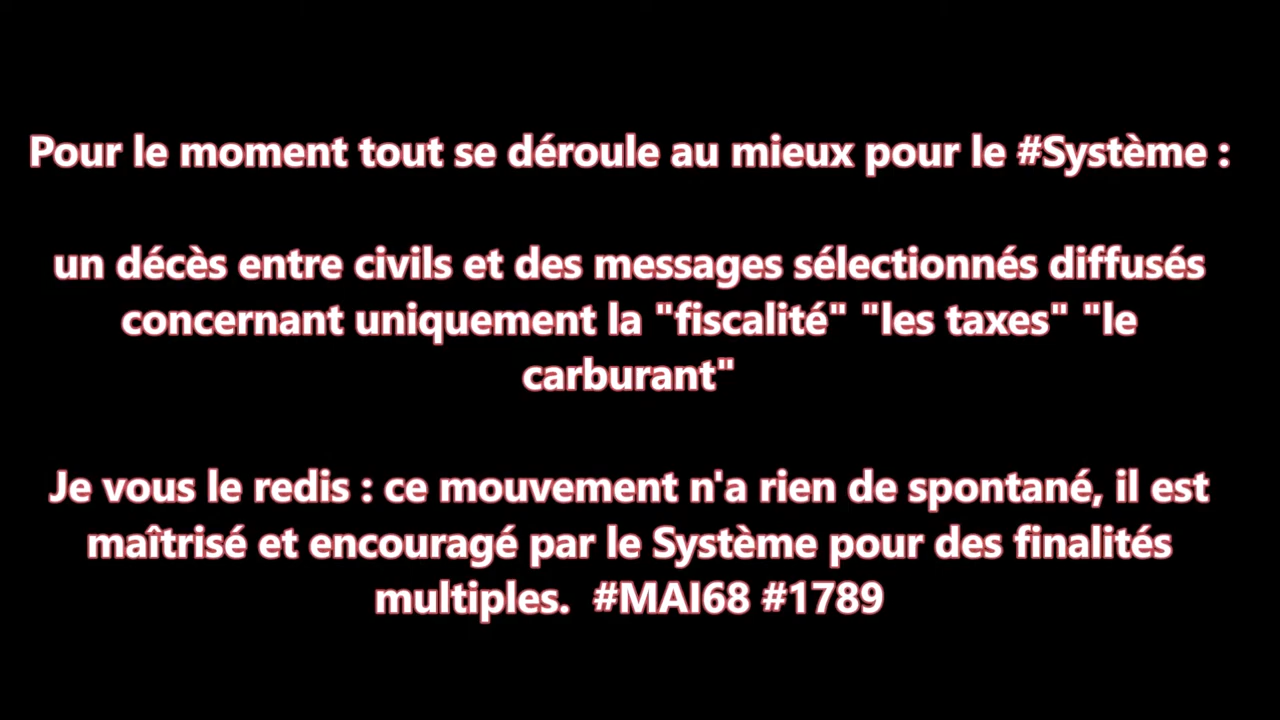 Pour le moment tout se déroule au mieux pour le #Système :
un décès entre civils et des messages sélectionnés diffusés
concernant uniquement la "fiscalité" "les taxes" "le
carburant"
Je vous le redis : ce mouvement n'a rien de spontané, il est
maîtrisé et encouragé par le Système pour des finalités
multiples. #MAI68 #1789